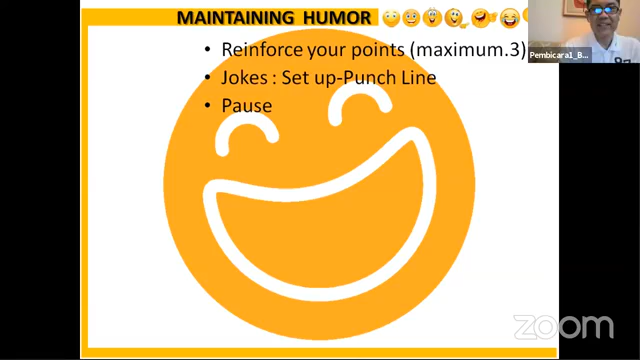 MAINTAINING HUMOR
• Reinforce your points (maximum.3)
• Jokes : Set up-Punch Line
• Pause
Pembicara1_B...
zoom